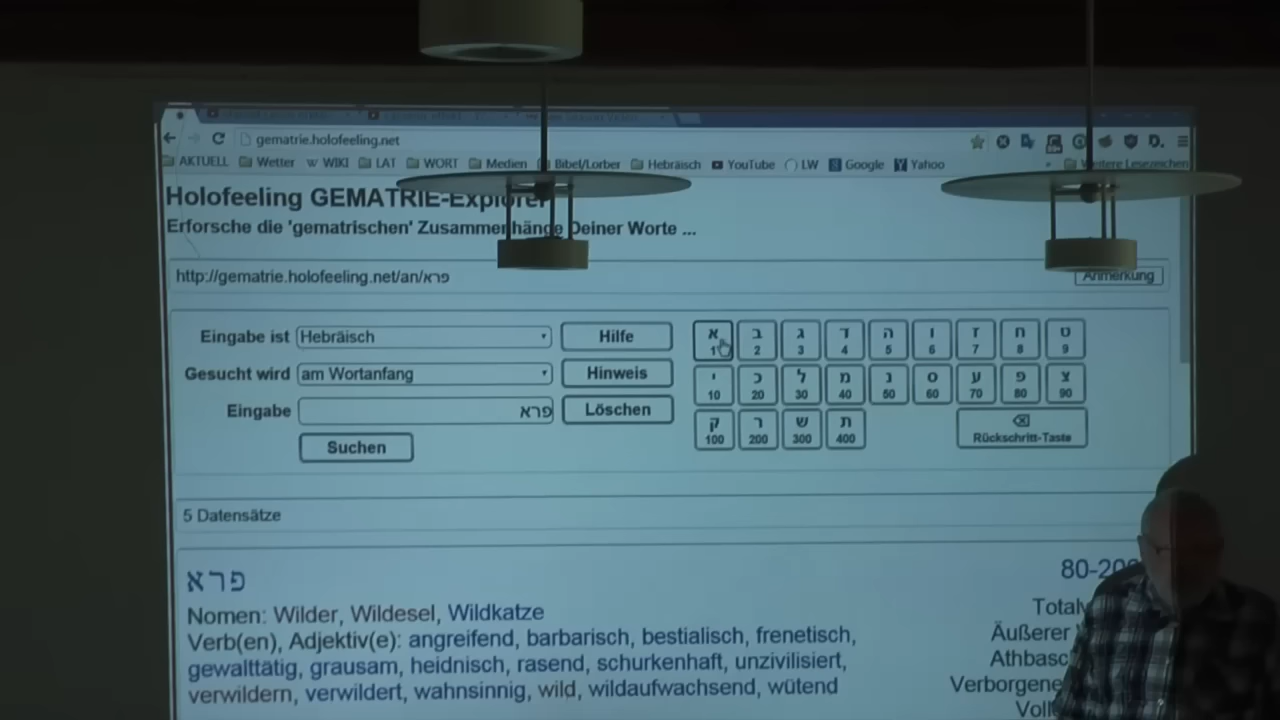 gematrie.holofeeling.net
AKTUELL Wetter W WIKI LAT WORT Medien Bibel/Lorber Hebräisch YouTube LW Google Yahoo Weitere Lesezeichen
Holofeeling GEMATRIE-Explorer
Erforsche die 'gematrischen' Zusammenhänge Deiner Worte ...
http://gematrie.holofeeling.net/an/פרא
Anmerkung
Eingabe ist Hebräisch Hilfe
Gesucht wird am Wortanfang Hinweis
Eingabe פרא Löschen
Suchen
א ב ג ד ה ו ז ח ט
1 2 3 4 5 6 7 8 9
י כ ל מ נ ס ע פ צ
10 20 30 40 50 60 70 80 90
ק ר ש ת
100 200 300 400
Rückschritt-Taste
5 Datensätze
פרא
80-200
Nomen: Wilder, Wildesel, Wildkatze
Verb(en), Adjektiv(e): angreifend, barbarisch, bestialisch, frenetisch,
gewalttätig, grausam, heidnisch, rasend, schurkenhaft, unzivilisiert,
verwildern, verwildert, wahnsinnig, wild, wildaufwachsend, wütend
Äußerer